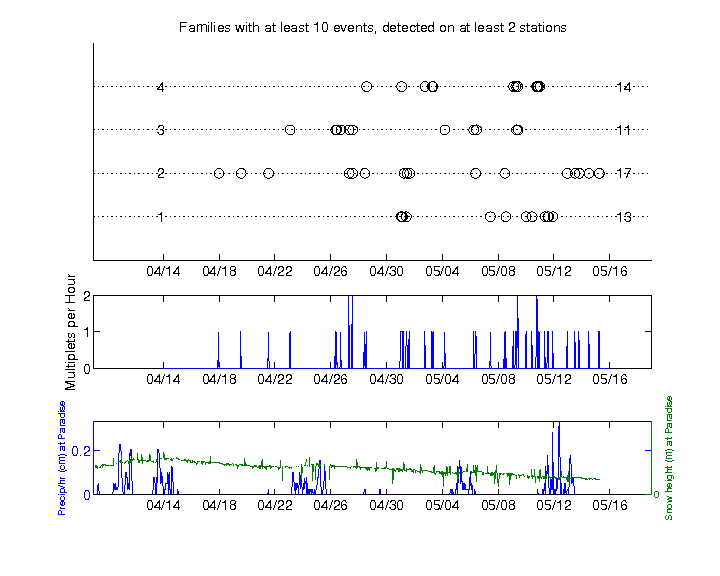 Families with at least 10 events, detected on at least 2 stations
4 14
3 11
2 17
1 13
04/14 04/18 04/22 04/26 04/30 05/04 05/08 05/12 05/16
Multiplets per Hour
2
1
0
04/14 04/18 04/22 04/26 04/30 05/04 05/08 05/12 05/16
Precip/hr (cm) at Paradise
0.2
0
Snow height (m) at Paradise
0
04/14 04/18 04/22 04/26 04/30 05/04 05/08 05/12 05/16